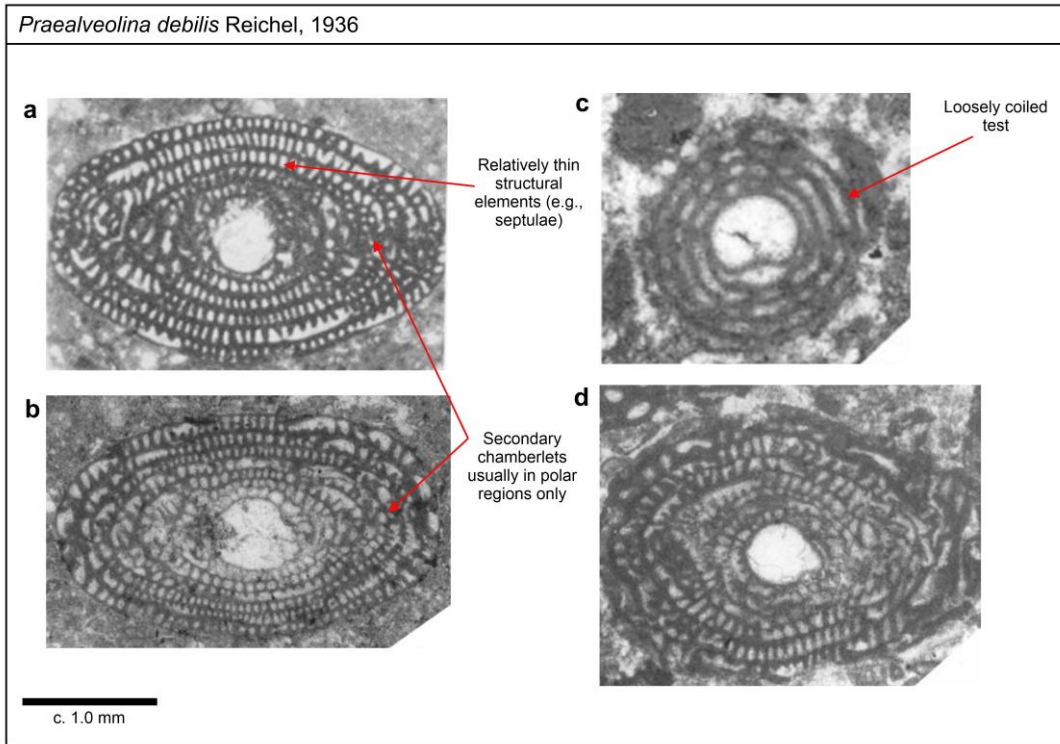 Praealveolina debilis Reichel, 1936
a
c
Loosely coiled
test
Relatively thin
structural
elements (e.g.,
septulae)
b
d
Secondary
chamberlets
usually in polar
regions only
c. 1.0 mm